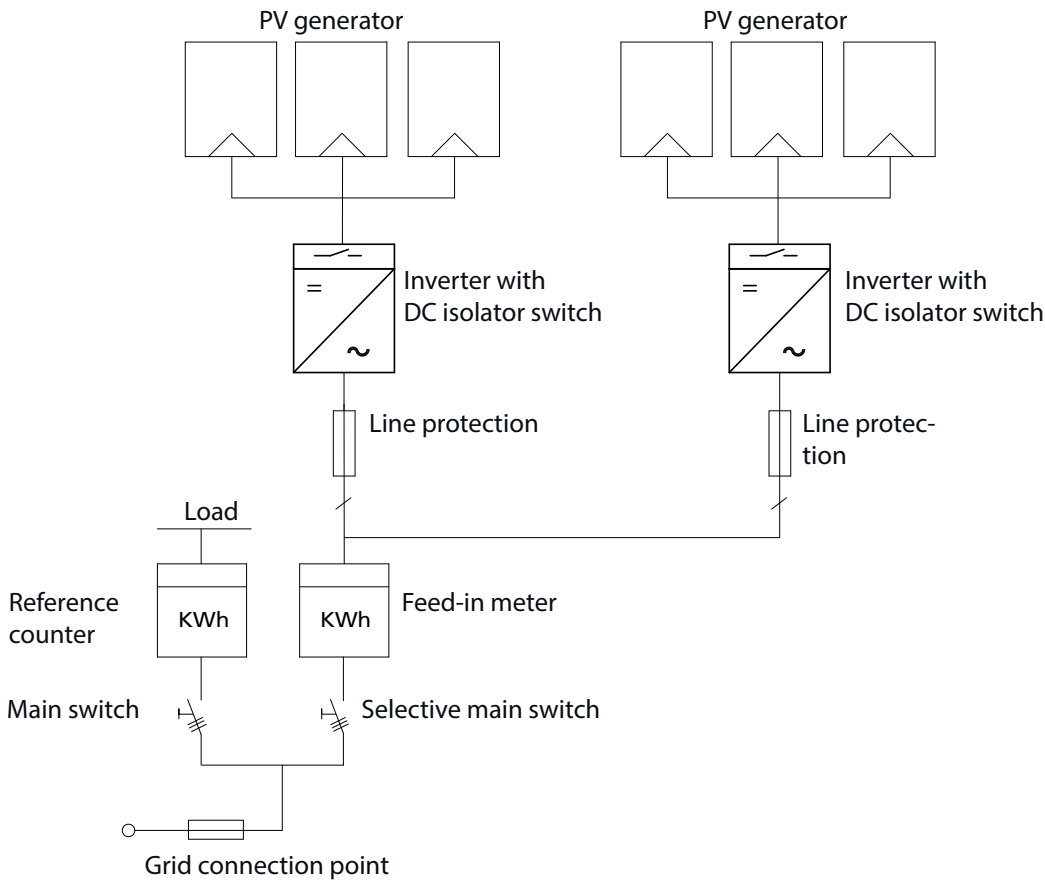 PV generator
PV generator
Inverter with
DC isolator switch
Inverter with
DC isolator switch
Line protection
Line protec-
tion
Load
Reference
counter
KWh
KWh
Feed-in meter
Main switch
Selective main switch
Grid connection point